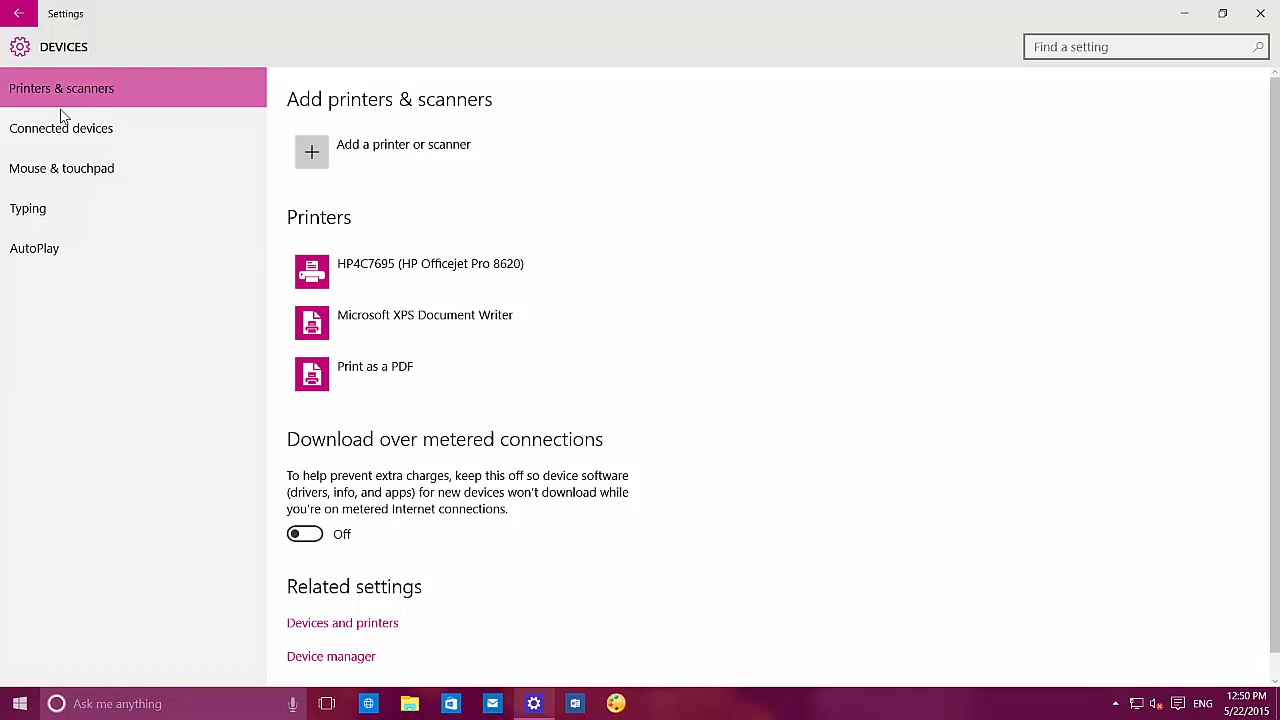 Settings
DEVICES
Find a setting
Printers & scanners
Connected devices
Mouse & touchpad
Typing
AutoPlay
Add printers & scanners
Add a printer or scanner
Printers
HP4C7695 (HP Officejet Pro 8620)
Microsoft XPS Document Writer
Print as a PDF
Download over metered connections
To help prevent extra charges, keep this off so device software
(drivers, info, and apps) for new devices won't download while
you're on metered Internet connections.
Off
Related settings
Devices and printers
Device manager
Ask me anything
ENG
12:50 PM
5/22/2015